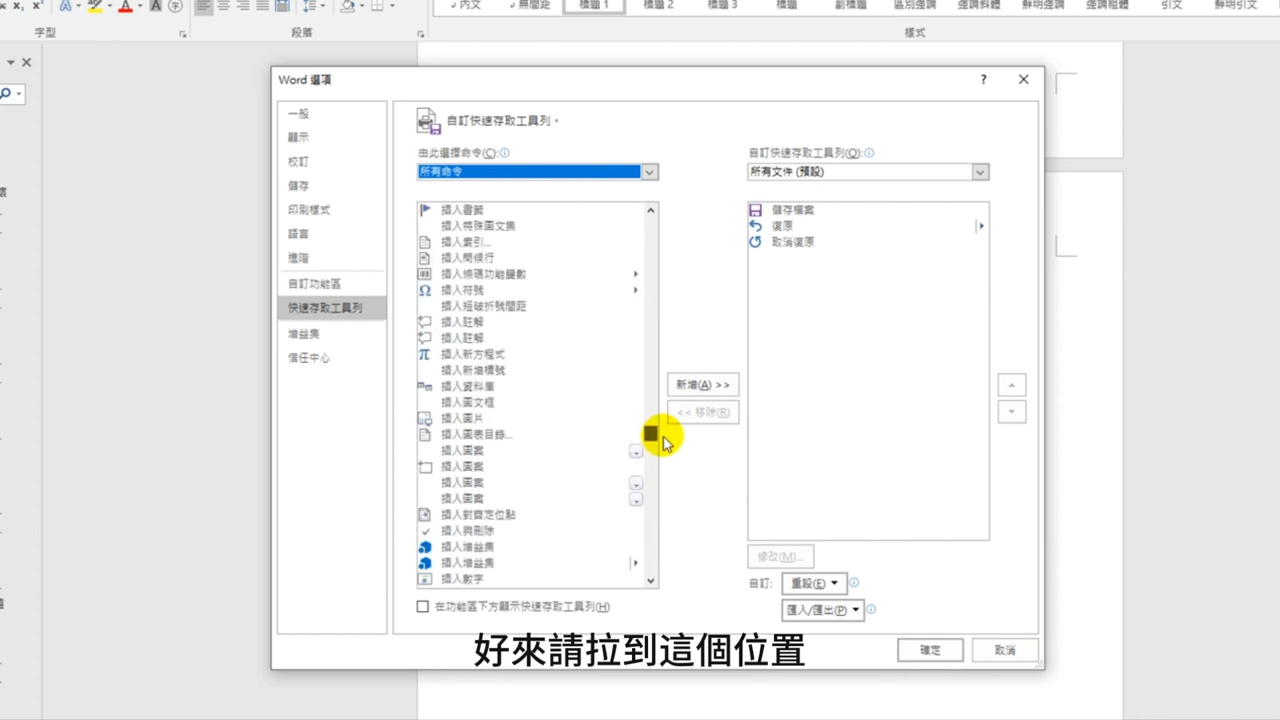 字型
段落
樣式
內文
無間距
標題 1
標題 2
標題 3
標題
副標題
區別強調
強調斜體
鮮明強調
強調粗體
引文
鮮明引文
Word 選項
?
一般
顯示
校訂
儲存
印刷樣式
語言
進階
自訂功能區
快速存取工具列
增益集
信任中心
自訂快速存取工具列。
由此選擇命令(C):
所有命令
插入書籤
插入特殊圖文集
插入索引...
插入問候行
插入條碼功能變數
插入符號
插入短破折號間距
插入註解
插入註解
插入新方程式
插入新增標號
插入資料庫
插入圖文框
插入圖片
插入圖表目錄...
插入圖案
插入圖案
插入圖案
插入圖案
插入對齊定位點
插入與刪除
插入增益集
插入增益集
插入數字
在功能區下方顯示快速存取工具列(H)
新增(A) >>
<< 移除(R)
自訂快速存取工具列(Q):
所有文件 (預設)
儲存檔案
復原
取消復原
修改(M)...
自訂:
重設(E)
匯入/匯出(P)
確定
取消
好來請拉到這個位置